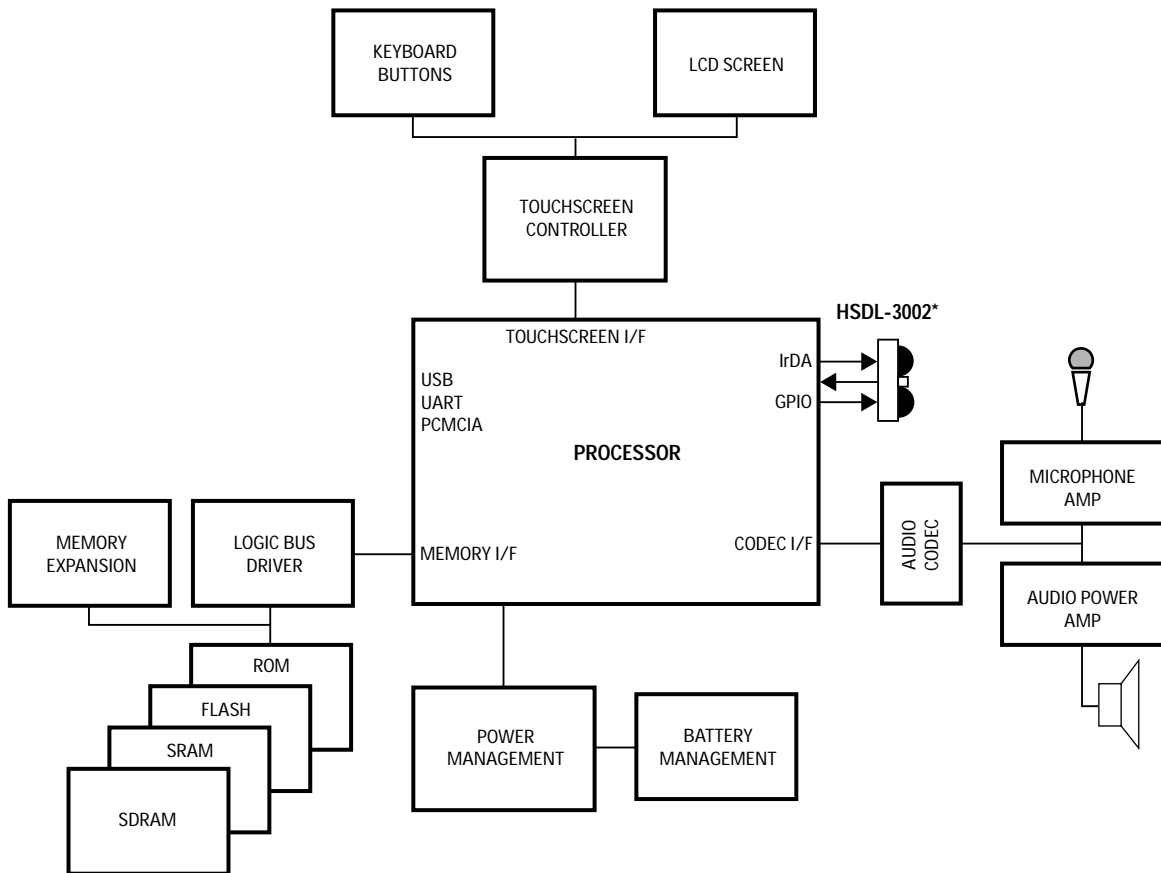 KEYBOARD
BUTTONS
LCD SCREEN
TOUCHSCREEN
CONTROLLER
HSDL-3002*
TOUCHSCREEN I/F
IrDA
USB
UART
PCMCIA
GPIO
PROCESSOR
MICROPHONE
AMP
MEMORY
EXPANSION
LOGIC BUS
DRIVER
MEMORY I/F
CODEC I/F
AUDIO
CODEC
AUDIO POWER
AMP
ROM
FLASH
SRAM
SDRAM
POWER
MANAGEMENT
BATTERY
MANAGEMENT